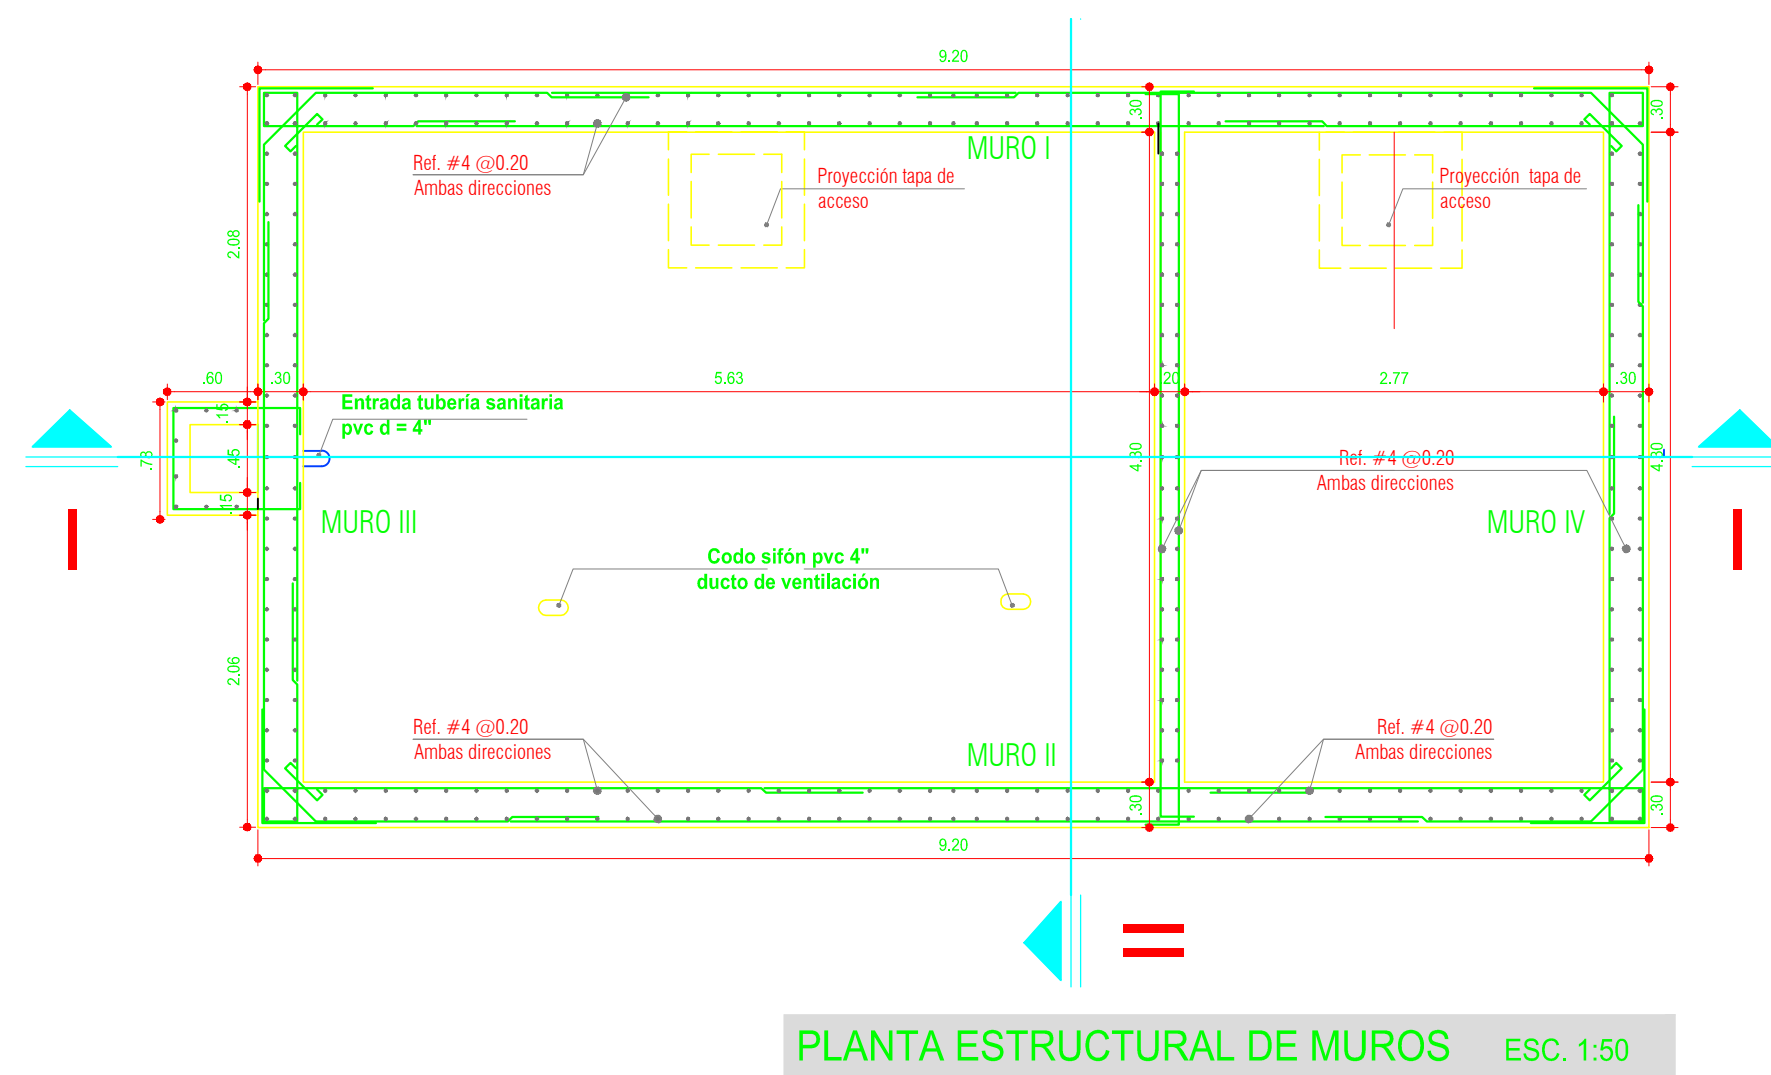 9.20
.30
.30
MURO I
Ref. #4 @0.20
Ambas direcciones
Proyección tapa de
acceso
Proyección tapa de
acceso
2.08
.60
.30
5.63
20
2.77
.30
.15
Entrada tubería sanitaria
pvc d = 4"
.73
.45
4.30
4.30
Ref. #4 @0.20
Ambas direcciones
.15
MURO III
MURO IV
Codo sifón pvc 4"
ducto de ventilación
2.06
Ref. #4 @0.20
Ambas direcciones
MURO II
Ref. #4 @0.20
Ambas direcciones
.30
.30
9.20
I
I
II
PLANTA ESTRUCTURAL DE MUROS ESC. 1:50